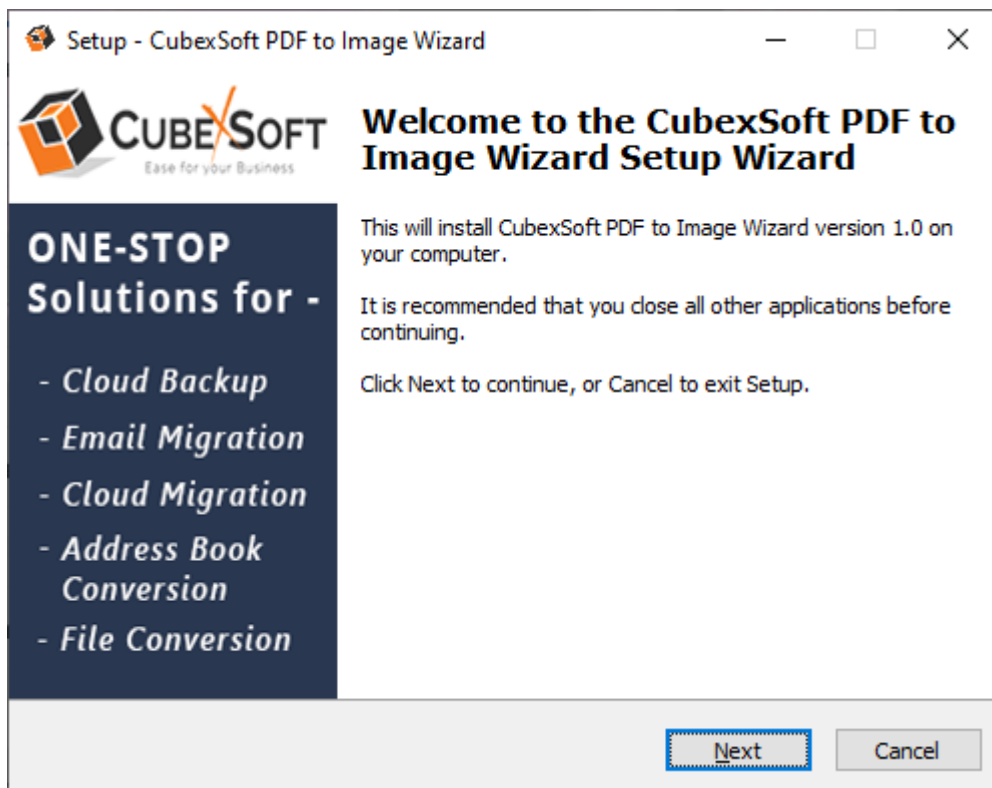 Setup - CubexSoft PDF to Image Wizard
CUBEXSOFT
Ease for your Business
Welcome to the CubexSoft PDF to
Image Wizard Setup Wizard
This will install CubexSoft PDF to Image Wizard version 1.0 on
your computer.
It is recommended that you close all other applications before
continuing.
Click Next to continue, or Cancel to exit Setup.
ONE-STOP
Solutions for -
- Cloud Backup
- Email Migration
- Cloud Migration
- Address Book
Conversion
- File Conversion
Next
Cancel